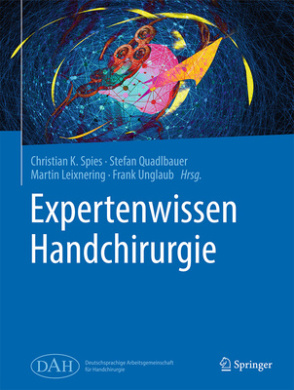 Christian K. Spies · Stefan Quadlbauer
Martin Leixnering · Frank Unglaub Hrsg.
Expertenwissen
Handchirurgie
DAH
Deutschsprachige Arbeitsgemeinschaft
für Handchirurgie
Springer